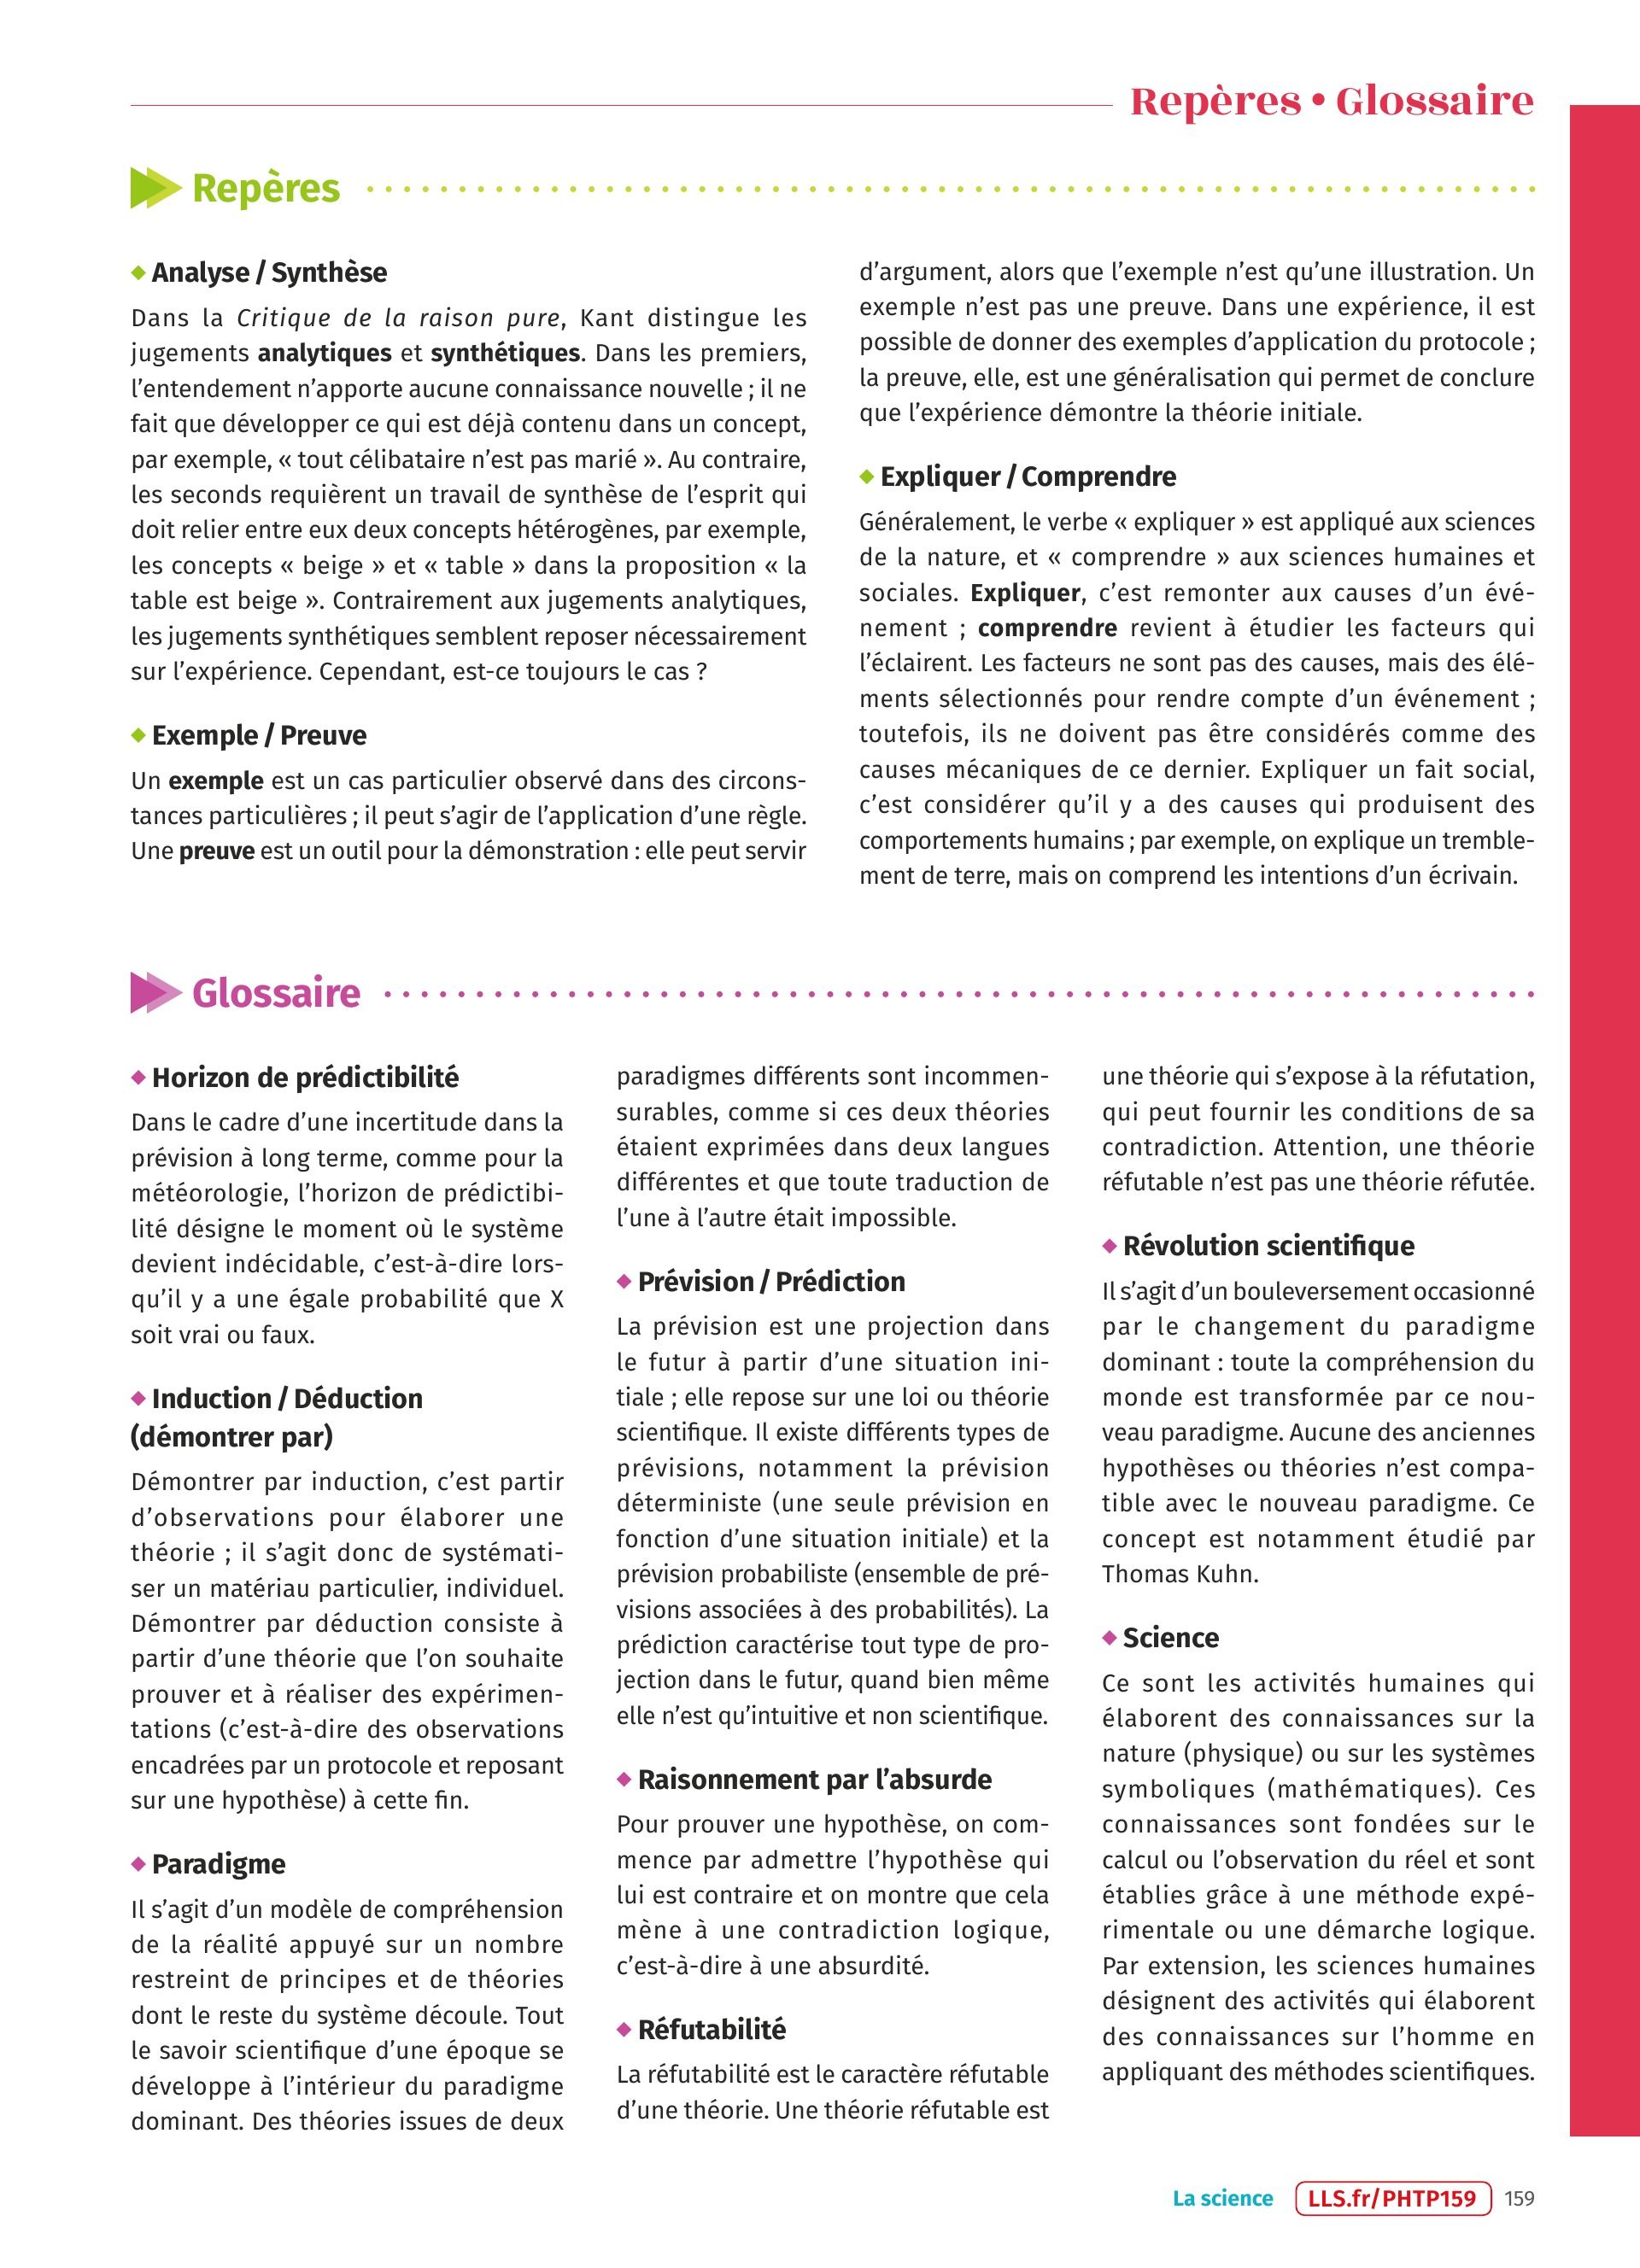 Repères • Glossaire
Repères
Analyse / Synthèse
Dans la Critique de la raison pure, Kant distingue les
jugements analytiques et synthétiques. Dans les premiers,
l’entendement n’apporte aucune connaissance nouvelle ; il ne
fait que développer ce qui est déjà contenu dans un concept,
par exemple, « tout célibataire n’est pas marié ». Au contraire,
les seconds requièrent un travail de synthèse de l’esprit qui
doit relier entre eux deux concepts hétérogènes, par exemple,
les concepts « beige » et « table » dans la proposition « la
table est beige ». Contrairement aux jugements analytiques,
les jugements synthétiques semblent reposer nécessairement
sur l’expérience. Cependant, est-ce toujours le cas ?
Exemple / Preuve
Un exemple est un cas particulier observé dans des circons-
tances particulières ; il peut s’agir de l’application d’une règle.
Une preuve est un outil pour la démonstration : elle peut servir
d’argument, alors que l’exemple n’est qu’une illustration. Un
exemple n’est pas une preuve. Dans une expérience, il est
possible de donner des exemples d’application du protocole ;
la preuve, elle, est une généralisation qui permet de conclure
que l’expérience démontre la théorie initiale.
Expliquer / Comprendre
Généralement, le verbe « expliquer » est appliqué aux sciences
de la nature, et « comprendre » aux sciences humaines et
sociales. Expliquer, c’est remonter aux causes d’un évé-
nement ; comprendre revient à étudier les facteurs qui
l’éclairent. Les facteurs ne sont pas des causes, mais des élé-
ments sélectionnés pour rendre compte d’un événement ;
toutefois, ils ne doivent pas être considérés comme des
causes mécaniques de ce dernier. Expliquer un fait social,
c’est considérer qu’il y a des causes qui produisent des
comportements humains ; par exemple, on explique un tremble-
ment de terre, mais on comprend les intentions d’un écrivain.
Glossaire
Horizon de prédictibilité
Dans le cadre d’une incertitude dans la
prévision à long terme, comme pour la
météorologie, l’horizon de prédictibi-
lité désigne le moment où le système
devient indécidable, c’est-à-dire lors-
qu’il y a une égale probabilité que X
soit vrai ou faux.
Induction / Déduction
(démontrer par)
Démontrer par induction, c’est partir
d’observations pour élaborer une
théorie ; il s’agit donc de systémati-
ser un matériau particulier, individuel.
Démontrer par déduction consiste à
partir d’une théorie que l’on souhaite
prouver et à réaliser des expérimen-
tations (c’est-à-dire des observations
encadrées par un protocole et reposant
sur une hypothèse) à cette fin.
Paradigme
Il s’agit d’un modèle de compréhension
de la réalité appuyé sur un nombre
restreint de principes et de théories
dont le reste du système découle. Tout
le savoir scientifique d’une époque se
développe à l’intérieur du paradigme
dominant. Des théories issues de deux
paradigmes différents sont incommen-
surables, comme si ces deux théories
étaient exprimées dans deux langues
différentes et que toute traduction de
l’une à l’autre était impossible.
Prévision / Prédiction
La prévision est une projection dans
le futur à partir d’une situation ini-
tiale ; elle repose sur une loi ou théorie
scientifique. Il existe différents types de
prévisions, notamment la prévision
déterministe (une seule prévision en
fonction d’une situation initiale) et la
prévision probabiliste (ensemble de pré-
visions associées à des probabilités). La
prédiction caractérise tout type de pro-
jection dans le futur, quand bien même
elle n’est qu’intuitive et non scientifique.
Raisonnement par l’absurde
Pour prouver une hypothèse, on com-
mence par admettre l’hypothèse qui
lui est contraire et on montre que cela
mène à une contradiction logique,
c’est-à-dire à une absurdité.
Réfutabilité
La réfutabilité est le caractère réfutable
d’une théorie. Une théorie réfutable est
une théorie qui s’expose à la réfutation,
qui peut fournir les conditions de sa
contradiction. Attention, une théorie
réfutable n’est pas une théorie réfutée.
Révolution scientifique
Il s’agit d’un bouleversement occasionné
par le changement du paradigme
dominant : toute la compréhension du
monde est transformée par ce nou-
veau paradigme. Aucune des anciennes
hypothèses ou théories n’est compa-
tible avec le nouveau paradigme. Ce
concept est notamment étudié par
Thomas Kuhn.
Science
Ce sont les activités humaines qui
élaborent des connaissances sur la
nature (physique) ou sur les systèmes
symboliques (mathématiques). Ces
connaissances sont fondées sur le
calcul ou l’observation du réel et sont
établies grâce à une méthode expé-
rimentale ou une démarche logique.
Par extension, les sciences humaines
désignent des activités qui élaborent
des connaissances sur l’homme en
appliquant des méthodes scientifiques.
La science LLS.fr/PHTP159 159